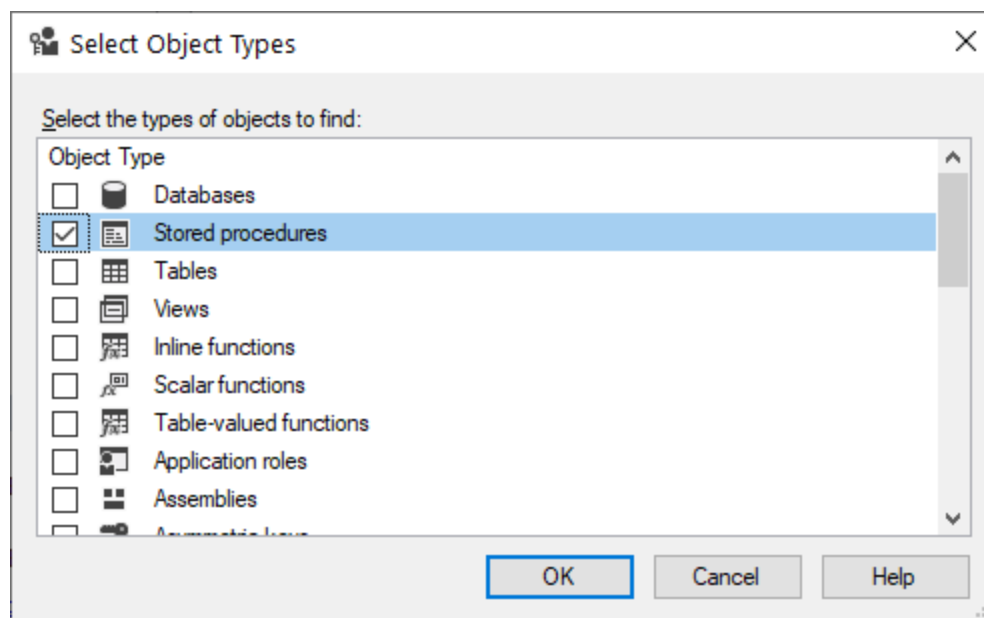 Select Object Types
Select the types of objects to find:
Object Type
Databases
Stored procedures
Tables
Views
Inline functions
Scalar functions
Table-valued functions
Application roles
Assemblies
OK Cancel Help